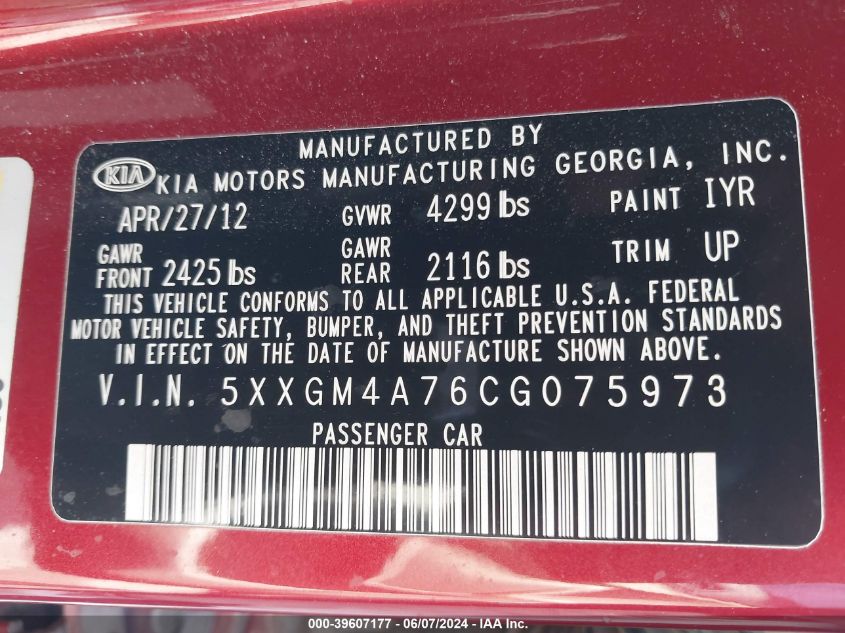 MANUFACTURED BY
KIA KIA MOTORS MANUFACTURING GEORGIA, INC.
APR/27/12 GVWR 4299 lbs PAINT IYR
GAWR FRONT 2425 lbs GAWR REAR 2116 lbs TRIM UP
THIS VEHICLE CONFORMS TO ALL APPLICABLE U.S.A. FEDERAL
MOTOR VEHICLE SAFETY, BUMPER, AND THEFT PREVENTION STANDARDS
IN EFFECT ON THE DATE OF MANUFACTURE SHOWN ABOVE.
V.I.N. 5XXGM4A76CG075973
PASSENGER CAR
000-39607177 - 06/07/2024 - IAA Inc.